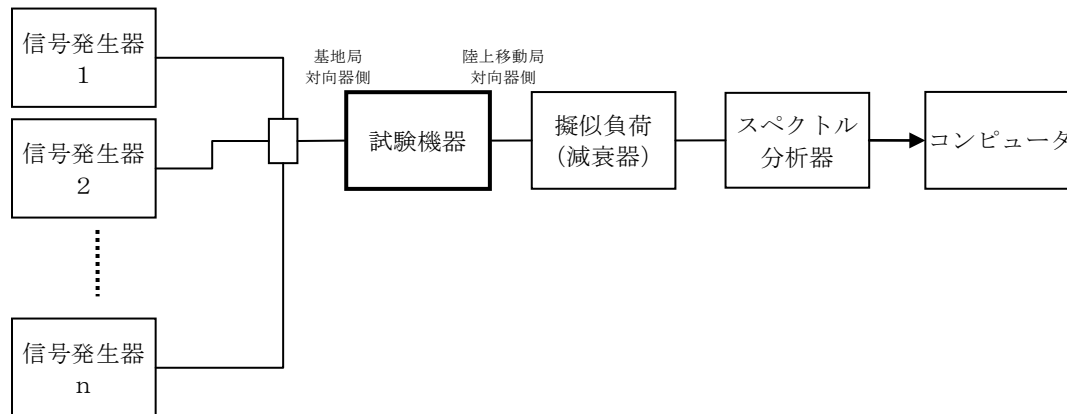 信号発生器
1
信号発生器
2
信号発生器
n
基地局
対向器側
試験機器
陸上移動局
対向器側
擬似負荷
(減衰器)
スペクトル
分析器
コンピュータ